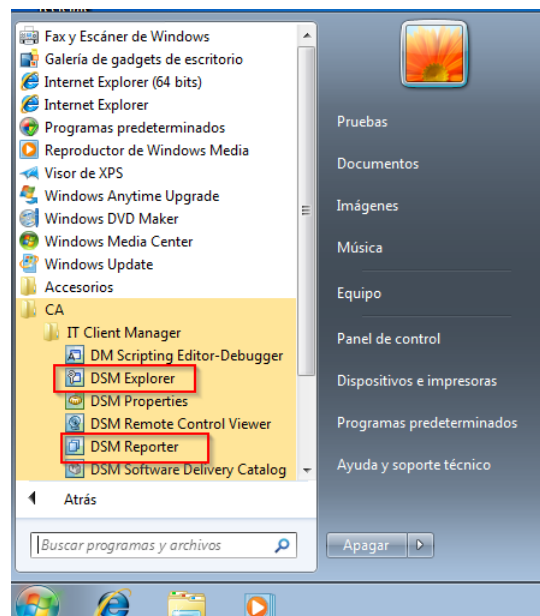 Fax y Escáner de Windows
Galería de gadgets de escritorio
Internet Explorer (64 bits)
Internet Explorer
Programas predeterminados
Reproductor de Windows Media
Visor de XPS
Windows Anytime Upgrade
Windows DVD Maker
Windows Media Center
Windows Update
Accesorios
CA
IT Client Manager
DM Scripting Editor-Debugger
DSM Explorer
DSM Properties
DSM Remote Control Viewer
DSM Reporter
DSM Software Delivery Catalog
Atrás
Buscar programas y archivos
Pruebas
Documentos
Imágenes
Música
Equipo
Panel de control
Dispositivos e impresoras
Programas predeterminados
Ayuda y soporte técnico
Apagar